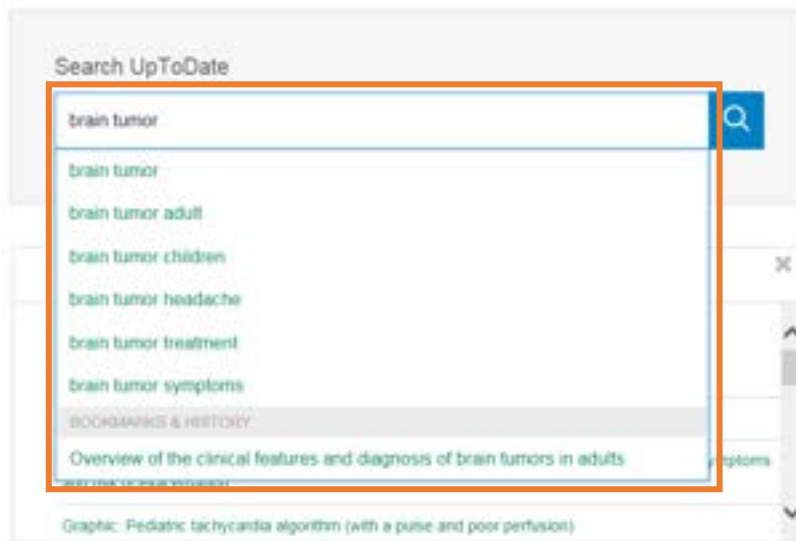 Search UpToDate
brain tumor
brain tumor
brain tumor adult
brain tumor children
brain tumor headache
brain tumor treatment
brain tumor symptoms
BOOKMARKS & HISTORY
Overview of the clinical features and diagnosis of brain tumors in adults
symptoms
Graphic: Pediatric tachycardia algorithm (with a pulse and poor perfusion)